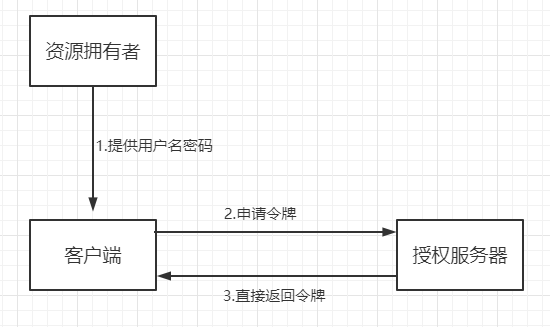 资源拥有者
1.提供用户名密码
2.申请令牌
客户端
授权服务器
3.直接返回令牌